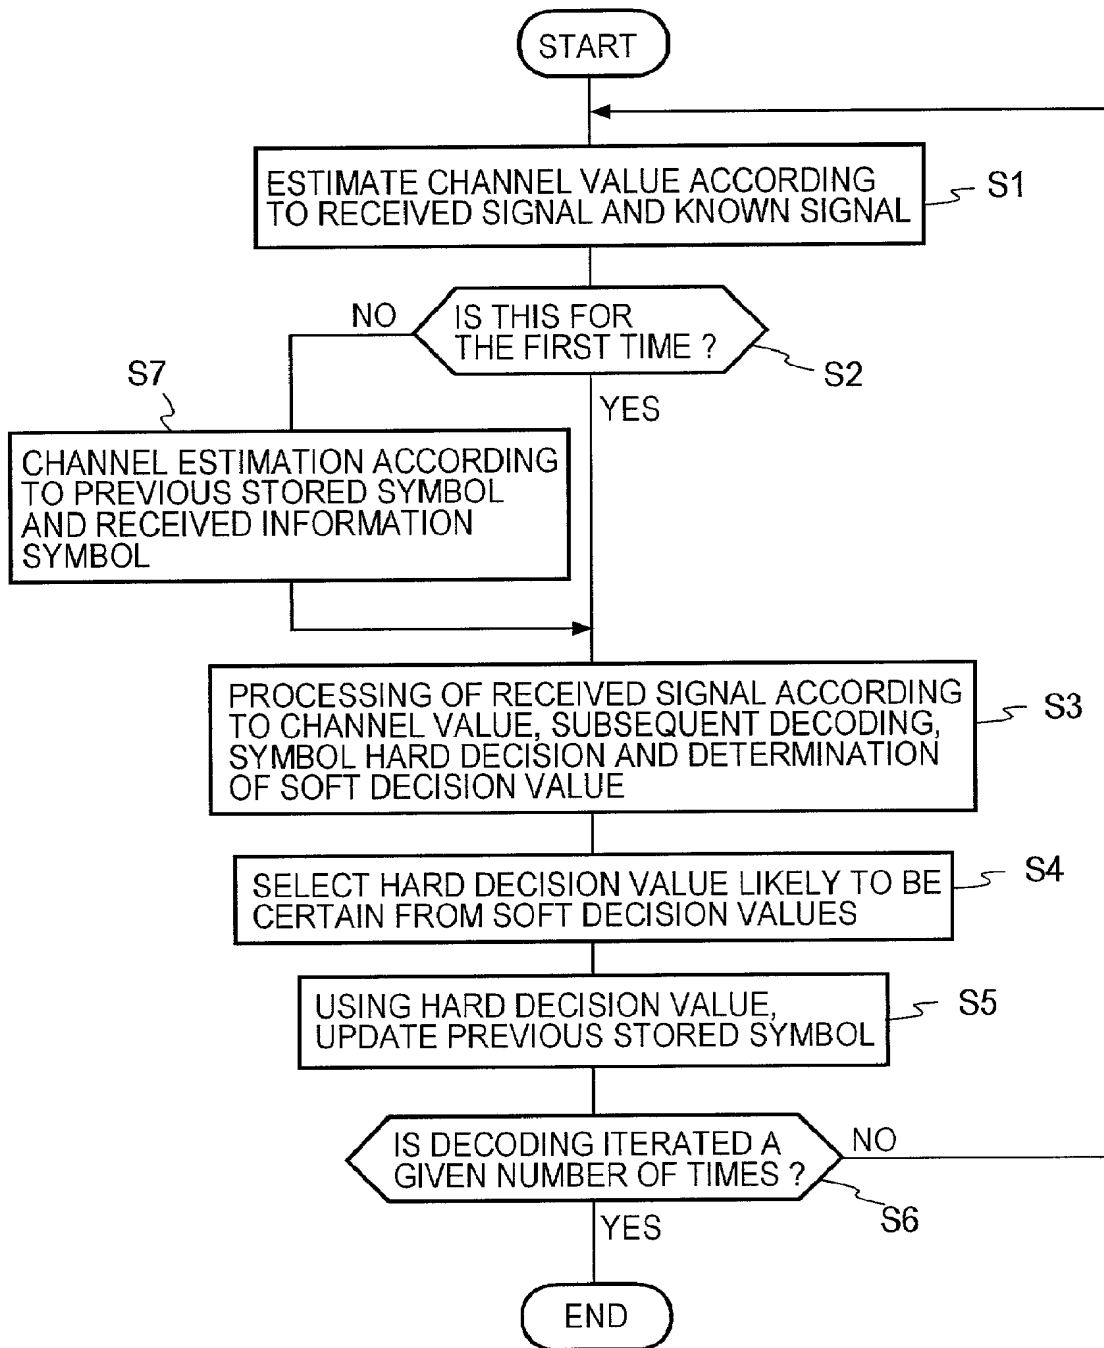 START
ESTIMATE CHANNEL VALUE ACCORDING
TO RECEIVED SIGNAL AND KNOWN SIGNAL
S1
NO
IS THIS FOR
THE FIRST TIME ?
S2
YES
S7
CHANNEL ESTIMATION ACCORDING
TO PREVIOUS STORED SYMBOL
AND RECEIVED INFORMATION
SYMBOL
PROCESSING OF RECEIVED SIGNAL ACCORDING
TO CHANNEL VALUE, SUBSEQUENT DECODING,
SYMBOL HARD DECISION AND DETERMINATION
OF SOFT DECISION VALUE
S3
SELECT HARD DECISION VALUE LIKELY TO BE
CERTAIN FROM SOFT DECISION VALUES
S4
USING HARD DECISION VALUE,
UPDATE PREVIOUS STORED SYMBOL
S5
IS DECODING ITERATED A
GIVEN NUMBER OF TIMES ?
NO
S6
YES
END